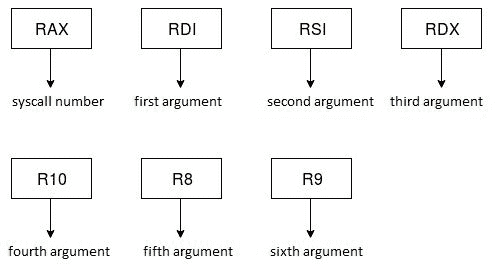 RAX RDI RSI RDX
syscall number first argument second argument third argument
R10 R8 R9
fourth argument fifth argument sixth argument